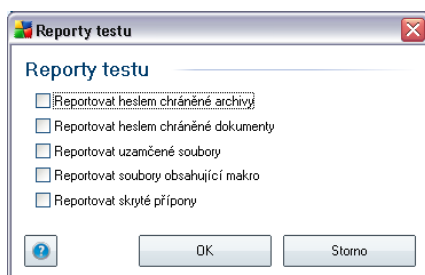 Reporty testu
Reporty testu
Reportovat heslem chráněné archivy
Reportovat heslem chráněné dokumenty
Reportovat uzamčené soubory
Reportovat soubory obsahující makro
Reportovat skryté přípony
OK Storno